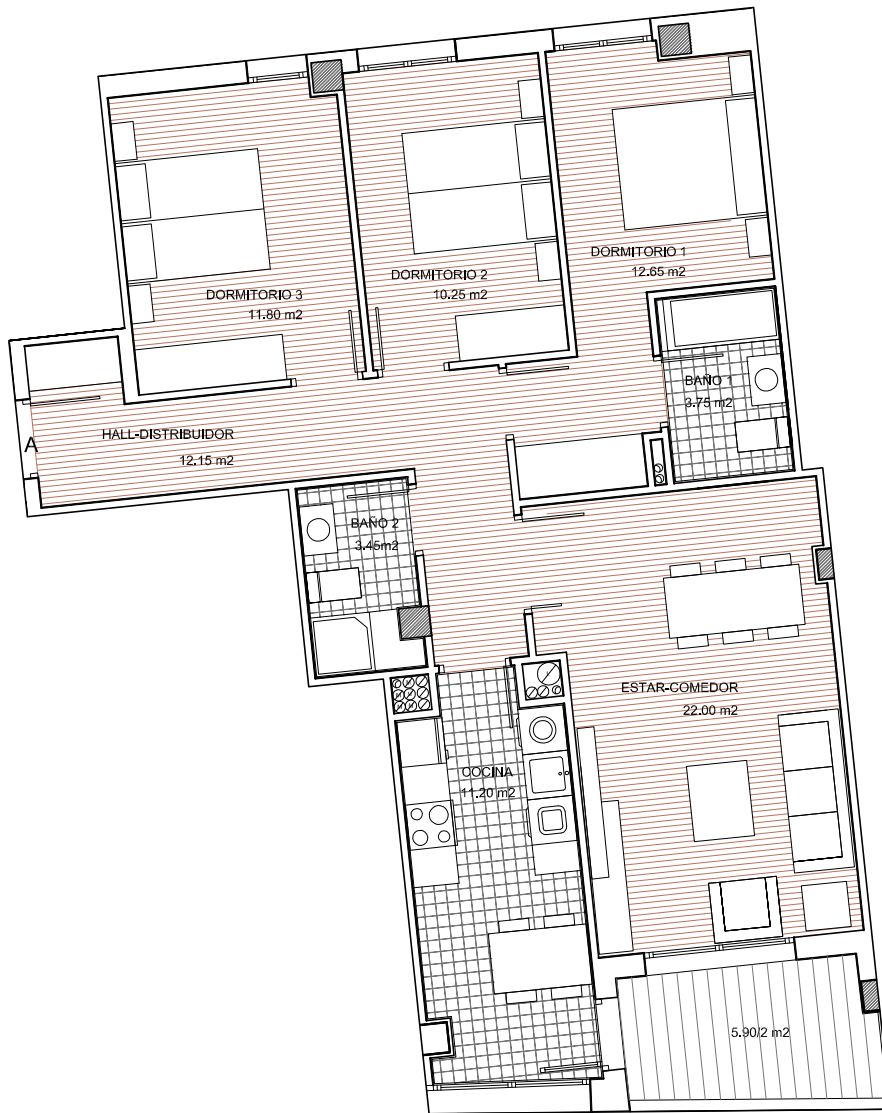 DORMITORIO 1
12.65 m2
DORMITORIO 2
10.25 m2
DORMITORIO 3
11.80 m2
BAÑO 1
3.75 m2
HALL-DISTRIBUIDOR
12.15 m2
A
BAÑO 2
3.45m2
ESTAR-COMEDOR
22.00 m2
COCINA
11.20 m2
5.90/2 m2